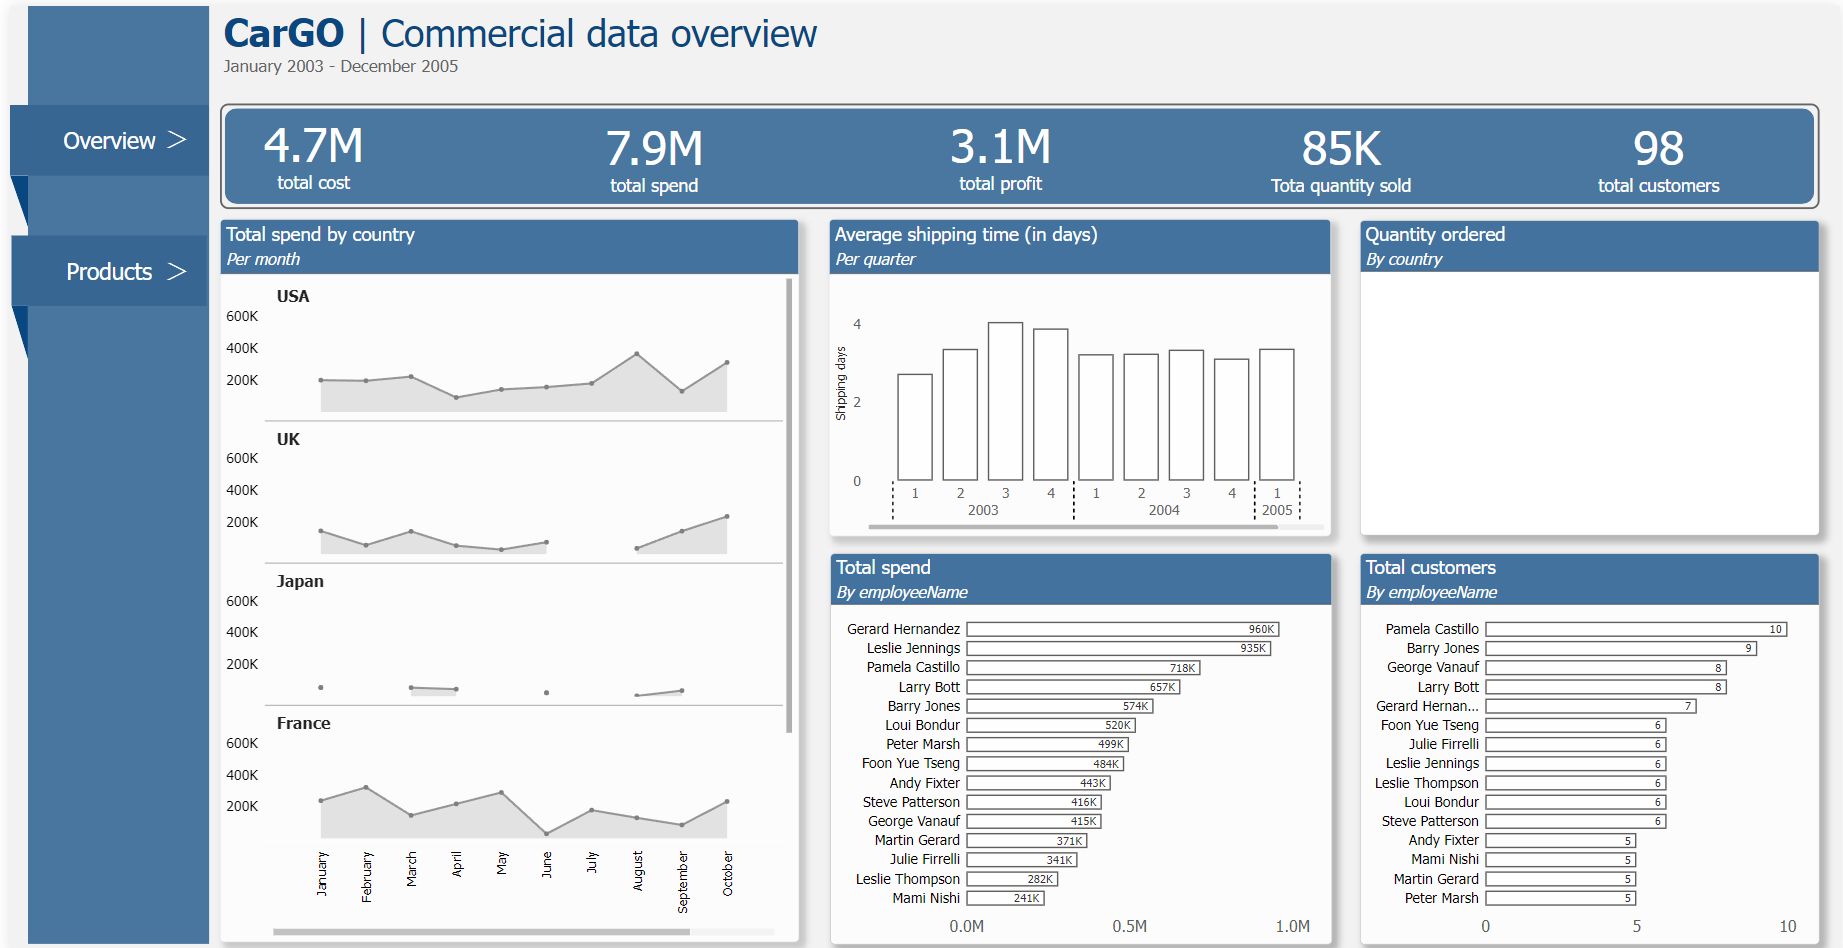 CarGO | Commercial data overview
January 2003 - December 2005
Overview >
Products >
4.7M
total cost
7.9M
total spend
3.1M
total profit
85K
Tota quantity sold
98
total customers
Total spend by country
Per month
USA
600K
400K
200K
UK
600K
400K
200K
Japan
600K
400K
200K
France
600K
400K
200K
January February March April May June July August September October
Average shipping time (in days)
Per quarter
Shipping days
4
2
0
1 2 3 4 1 2 3 4 1
2003 2004 2005
Quantity ordered
By country
Total spend
By employeeName
Gerard Hernandez 960K
Leslie Jennings 935K
Pamela Castillo 718K
Larry Bott 657K
Barry Jones 574K
Loui Bondur 520K
Peter Marsh 499K
Foon Yue Tseng 484K
Andy Fixter 443K
Steve Patterson 416K
George Vanauf 415K
Martin Gerard 371K
Julie Firrelli 341K
Leslie Thompson 282K
Mami Nishi 241K
0.0M 0.5M 1.0M
Total customers
By employeeName
Pamela Castillo 10
Barry Jones 9
George Vanauf 8
Larry Bott 8
Gerard Hernan... 7
Foon Yue Tseng 6
Julie Firrelli 6
Leslie Jennings 6
Leslie Thompson 6
Loui Bondur 6
Steve Patterson 6
Andy Fixter 5
Mami Nishi 5
Martin Gerard 5
Peter Marsh 5
0 5 10